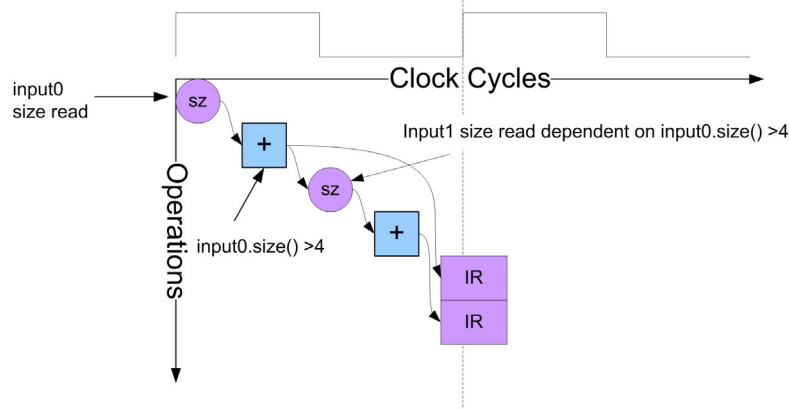 Clock Cycles
input0
size read
sz
Input1 size read dependent on input0.size() >4
+
sz
Operations
input0.size() >4
+
IR
IR